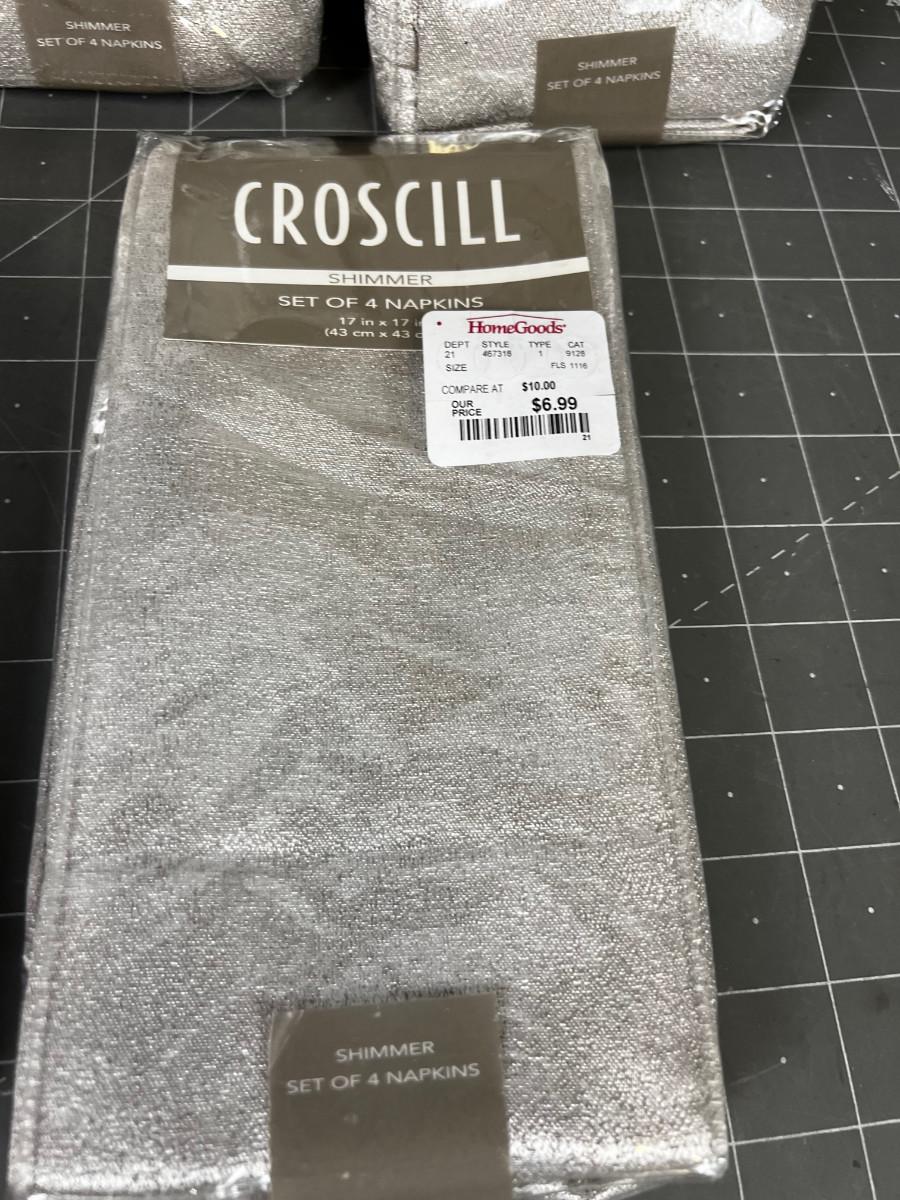 SHIMMER
SET OF 4 NAPKINS
SHIMMER
SET OF 4 NAPKINS
CROSCILL
SHIMMER
SET OF 4 NAPKINS
17 in x 17
(43 cm x 43
HomeGoods
DEPT STYLE TYPE CAT
21 467318 1 9126
SIZE FLS 1116
COMPARE AT $10.00
OUR PRICE $6.99
21
SHIMMER
SET OF 4 NAPKINS